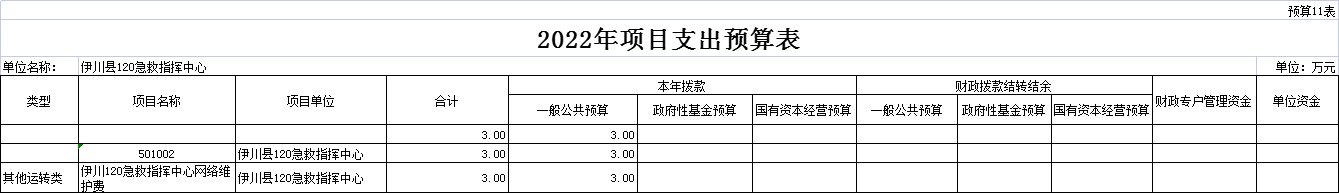 预算11表
2022年项目支出预算表
单位名称： 伊川县120急救指挥中心 单位：万元
类型 项目名称 项目单位 合计 本年拨款 财政拨款结转结余 财政专户管理资金 单位资金
一般公共预算 政府性基金预算 国有资本经营预算 一般公共预算 政府性基金预算 国有资本经营预算
3.00 3.00
501002 伊川县120急救指挥中心 3.00 3.00
其他运转类 伊川120急救指挥中心网络维护费 伊川县120急救指挥中心 3.00 3.00